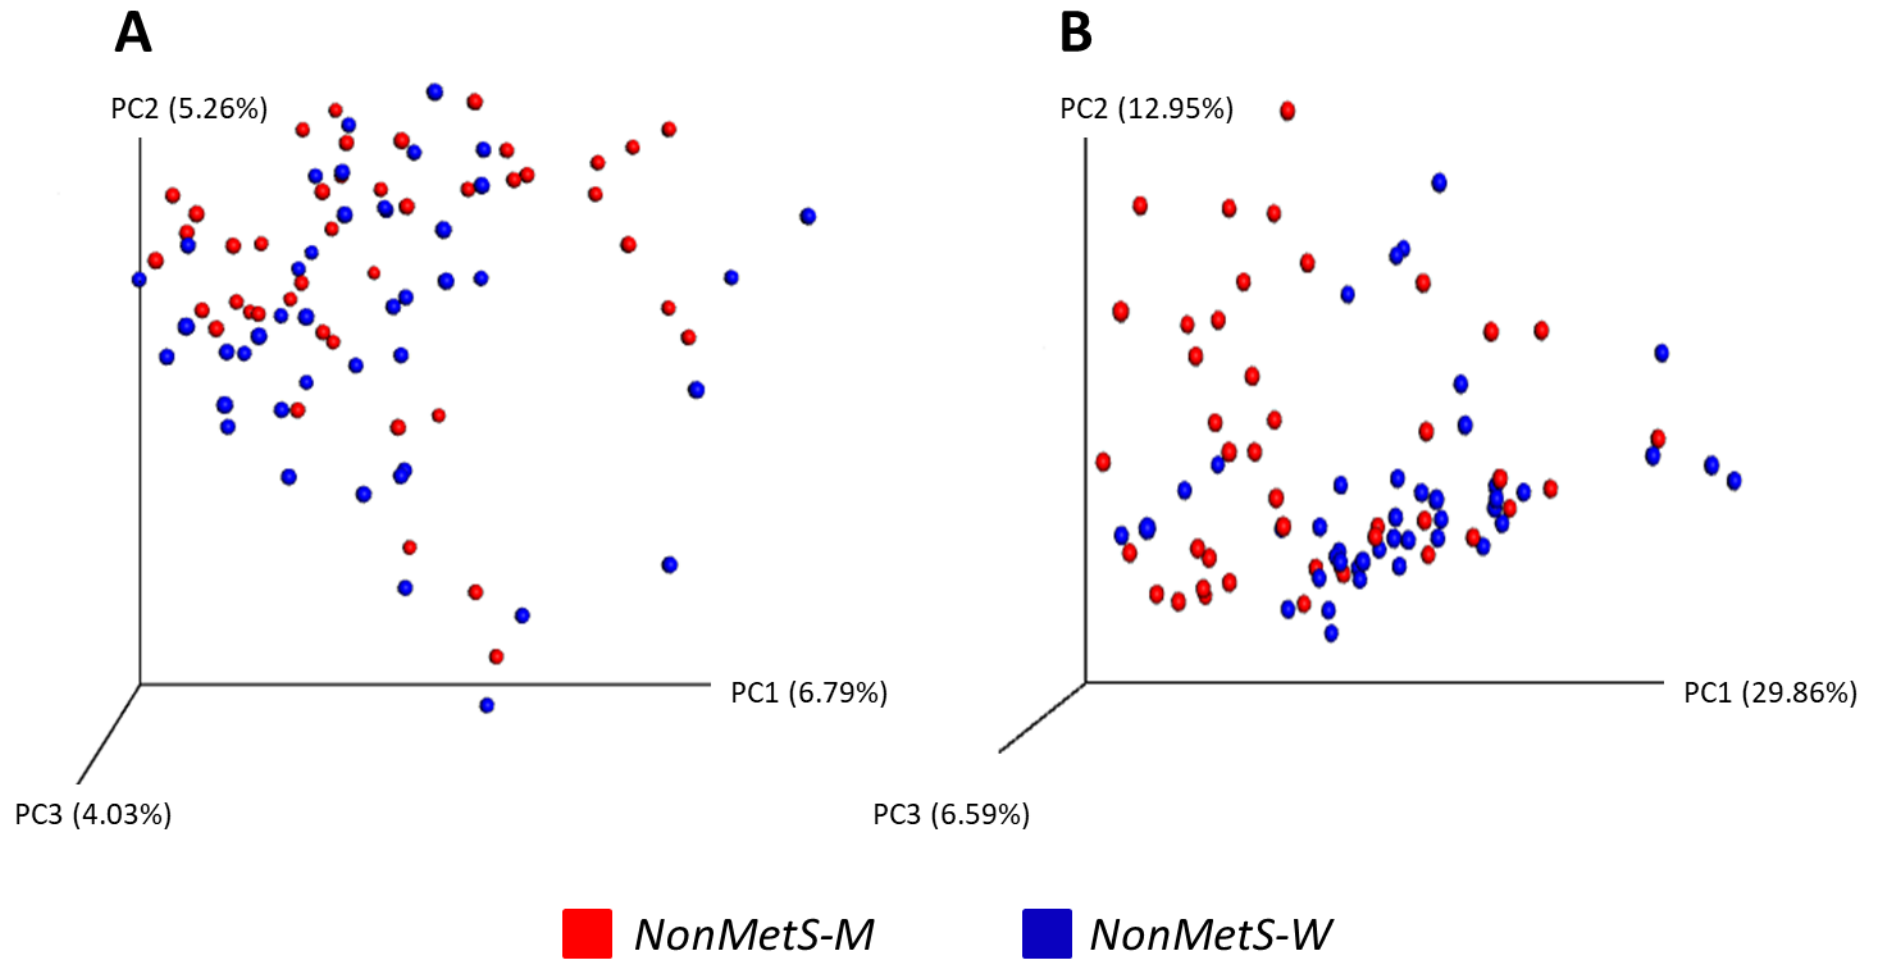 A
B
PC2 (5.26%)
PC2 (12.95%)
PC1 (6.79%)
PC1 (29.86%)
PC3 (4.03%)
PC3 (6.59%)
NonMetS-M
NonMetS-W